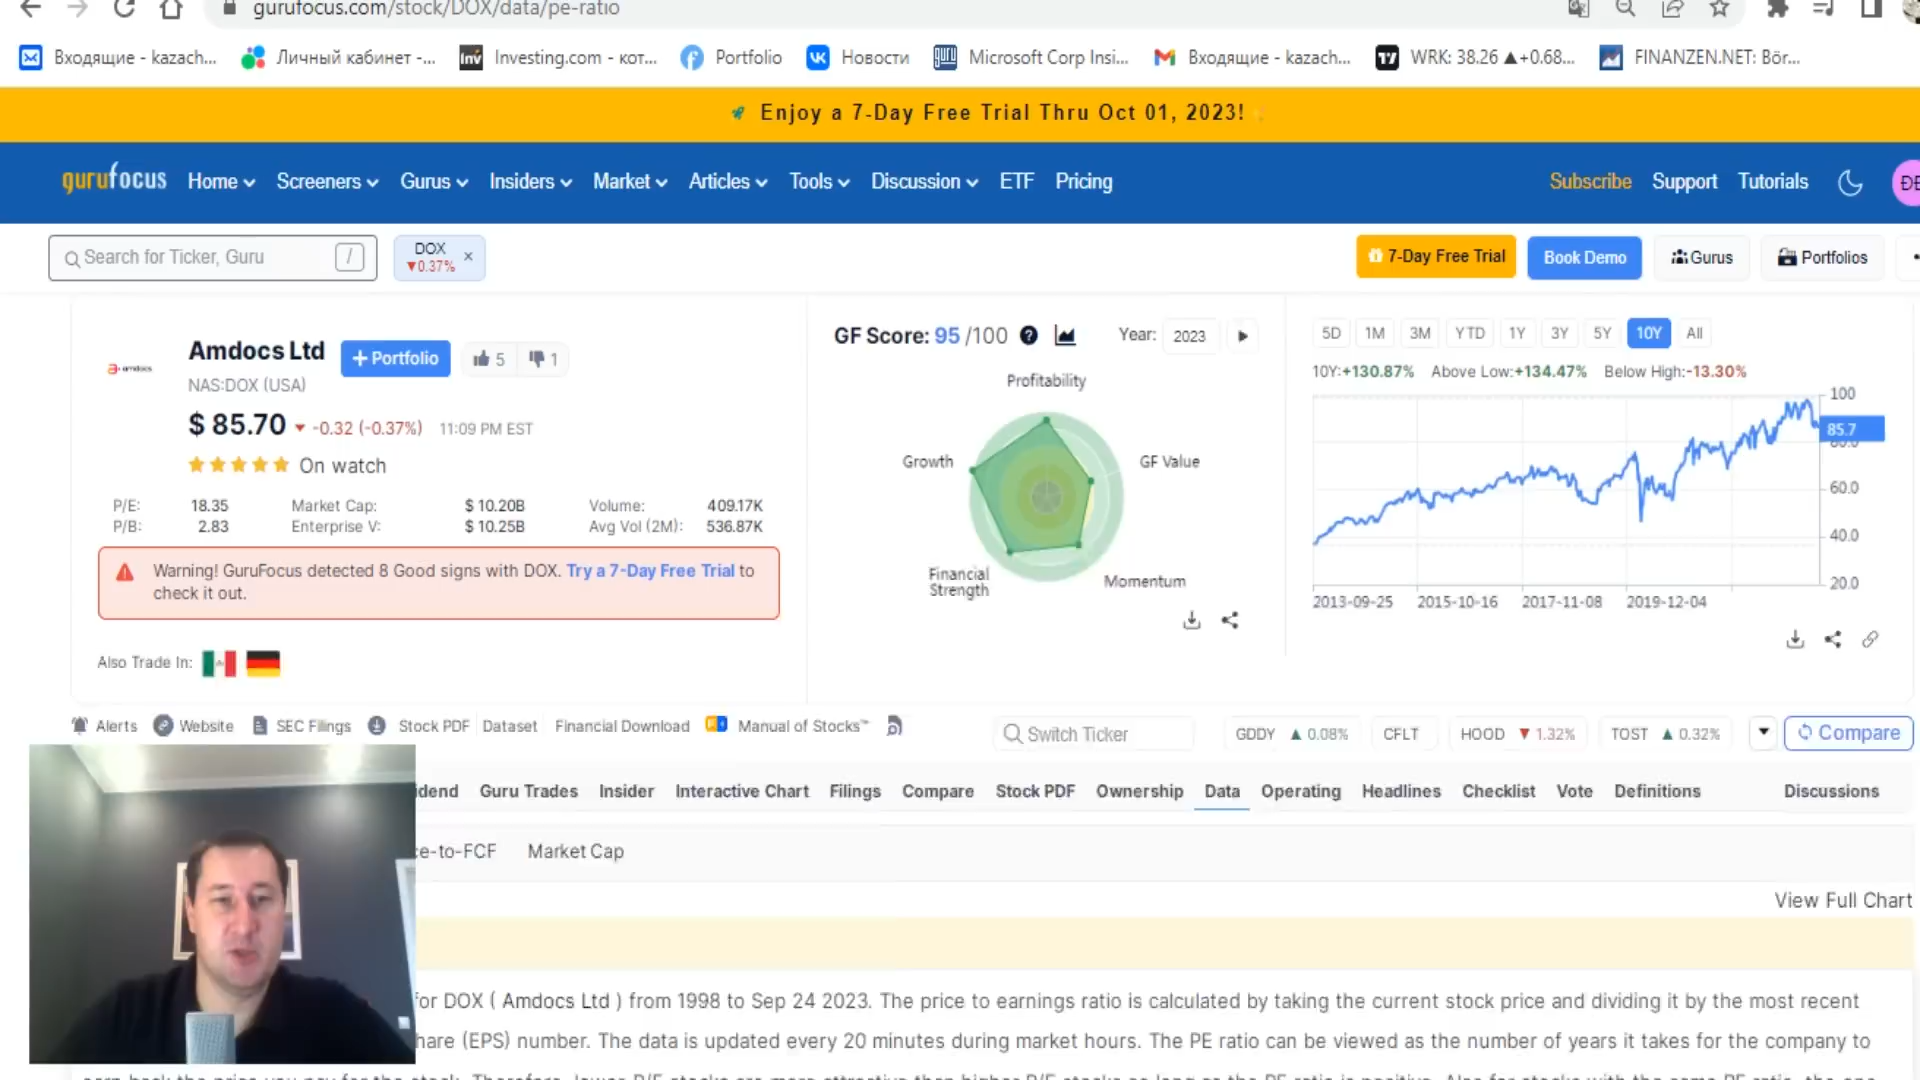 gurufocus.com/stock/DOX/data/pe-ratio
Входящие - kazach... Личный кабинет -... Inv Investing.com - кот... Portfolio Новости guru Microsoft Corp Insi... Входящие - kazach... WRK: 38.26 ▲+0.68... FINANZEN.NET: Bör...
Enjoy a 7-Day Free Trial Thru Oct 01, 2023!
gurufocus Home Screeners Gurus Insiders Market Articles Tools Discussion ETF Pricing Subscribe Support Tutorials
Search for Ticker, Guru / DOX ▼0.37% × 7-Day Free Trial Book Demo Gurus Portfolios
Amdocs Ltd + Portfolio 5 1
amdocs
NAS:DOX (USA)
$ 85.70 -0.32 (-0.37%) 11:09 PM EST
On watch
P/E: 18.35 Market Cap: $ 10.20B Volume: 409.17K
P/B: 2.83 Enterprise V: $ 10.25B Avg Vol (2M): 536.87K
Warning! GuruFocus detected 8 Good signs with DOX. Try a 7-Day Free Trial to
check it out.
Also Trade In:
GF Score: 95 /100 ? Year: 2023
Profitability
Growth
GF Value
Financial
Strength
Momentum
5D 1M 3M YTD 1Y 3Y 5Y 10Y All
10Y:+130.87% Above Low:+134.47% Below High:-13.30%
100
85.7
60.0
40.0
20.0
2013-09-25 2015-10-16 2017-11-08 2019-12-04
Alerts Website SEC Filings Stock PDF Dataset Financial Download Manual of Stocks™ Switch Ticker GDDY ▲ 0.08% CFLT HOOD ▼ 1.32% TOST ▲ 0.32% Compare
idend Guru Trades Insider Interactive Chart Filings Compare Stock PDF Ownership Data Operating Headlines Checklist Vote Definitions Discussions
ce-to-FCF Market Cap
View Full Chart
for DOX ( Amdocs Ltd ) from 1998 to Sep 24 2023. The price to earnings ratio is calculated by taking the current stock price and dividing it by the most recent
hare (EPS) number. The data is updated every 20 minutes during market hours. The PE ratio can be viewed as the number of years it takes for the company to